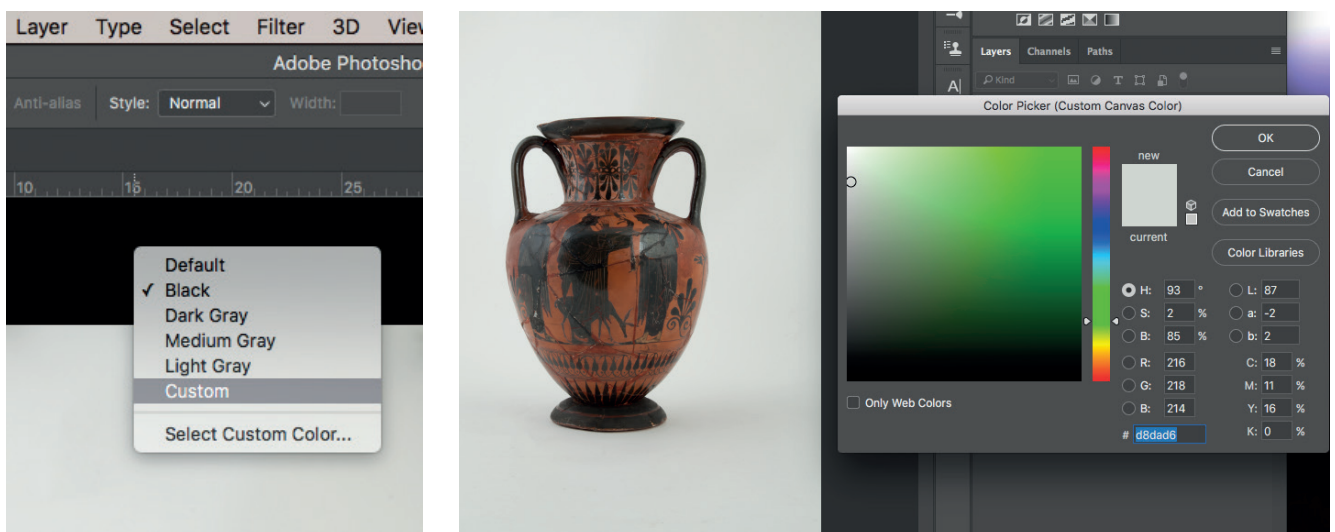 Layer Type Select Filter 3D View
Adobe Photosho
Anti-alias Style: Normal Width:
10 15 20 25
Default
✓ Black
Dark Gray
Medium Gray
Light Gray
Custom
Select Custom Color...
Layers Channels Paths
A|
Kind
T
Color Picker (Custom Canvas Color)
new
current
OK
Cancel
Add to Swatches
Color Libraries
H: 93 °
S: 2 %
B: 85 %
R: 216
G: 218
B: 214
# d8dad6
L: 87
a: -2
b: 2
C: 18 %
M: 11 %
Y: 16 %
K: 0 %
Only Web Colors